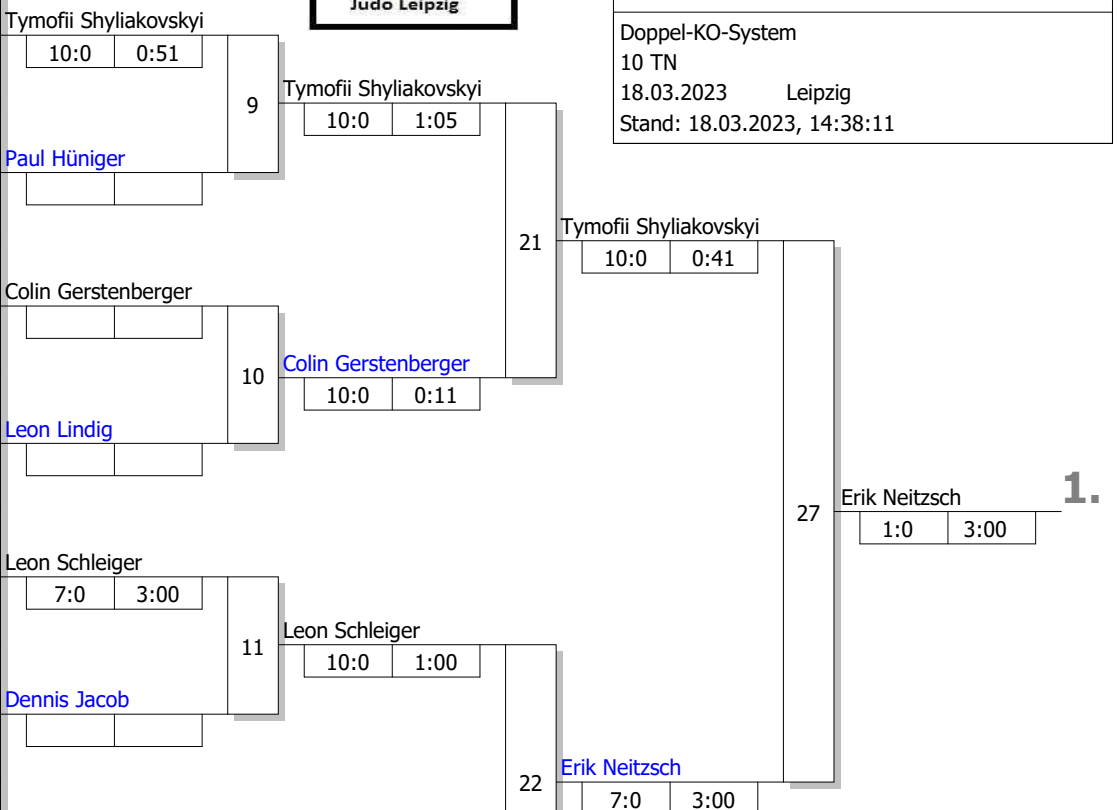 Judo Leipzig
Doppel-KO-System
10 TN
18.03.2023 Leipzig
Stand: 18.03.2023, 14:38:11
Tymofii Shyliakovskyi
10:0 0:51
9
Paul Hüniger
Tymofii Shyliakovskyi
10:0 1:05
21
Colin Gerstenberger
10
Leon Lindig
Colin Gerstenberger
10:0 0:11
Tymofii Shyliakovskyi
10:0 0:41
27
Erik Neitzsch 1.
1:0 3:00
Leon Schleiger
7:0 3:00
11
Dennis Jacob
Leon Schleiger
10:0 1:00
22
Erik Neitzsch
7:0 3:00